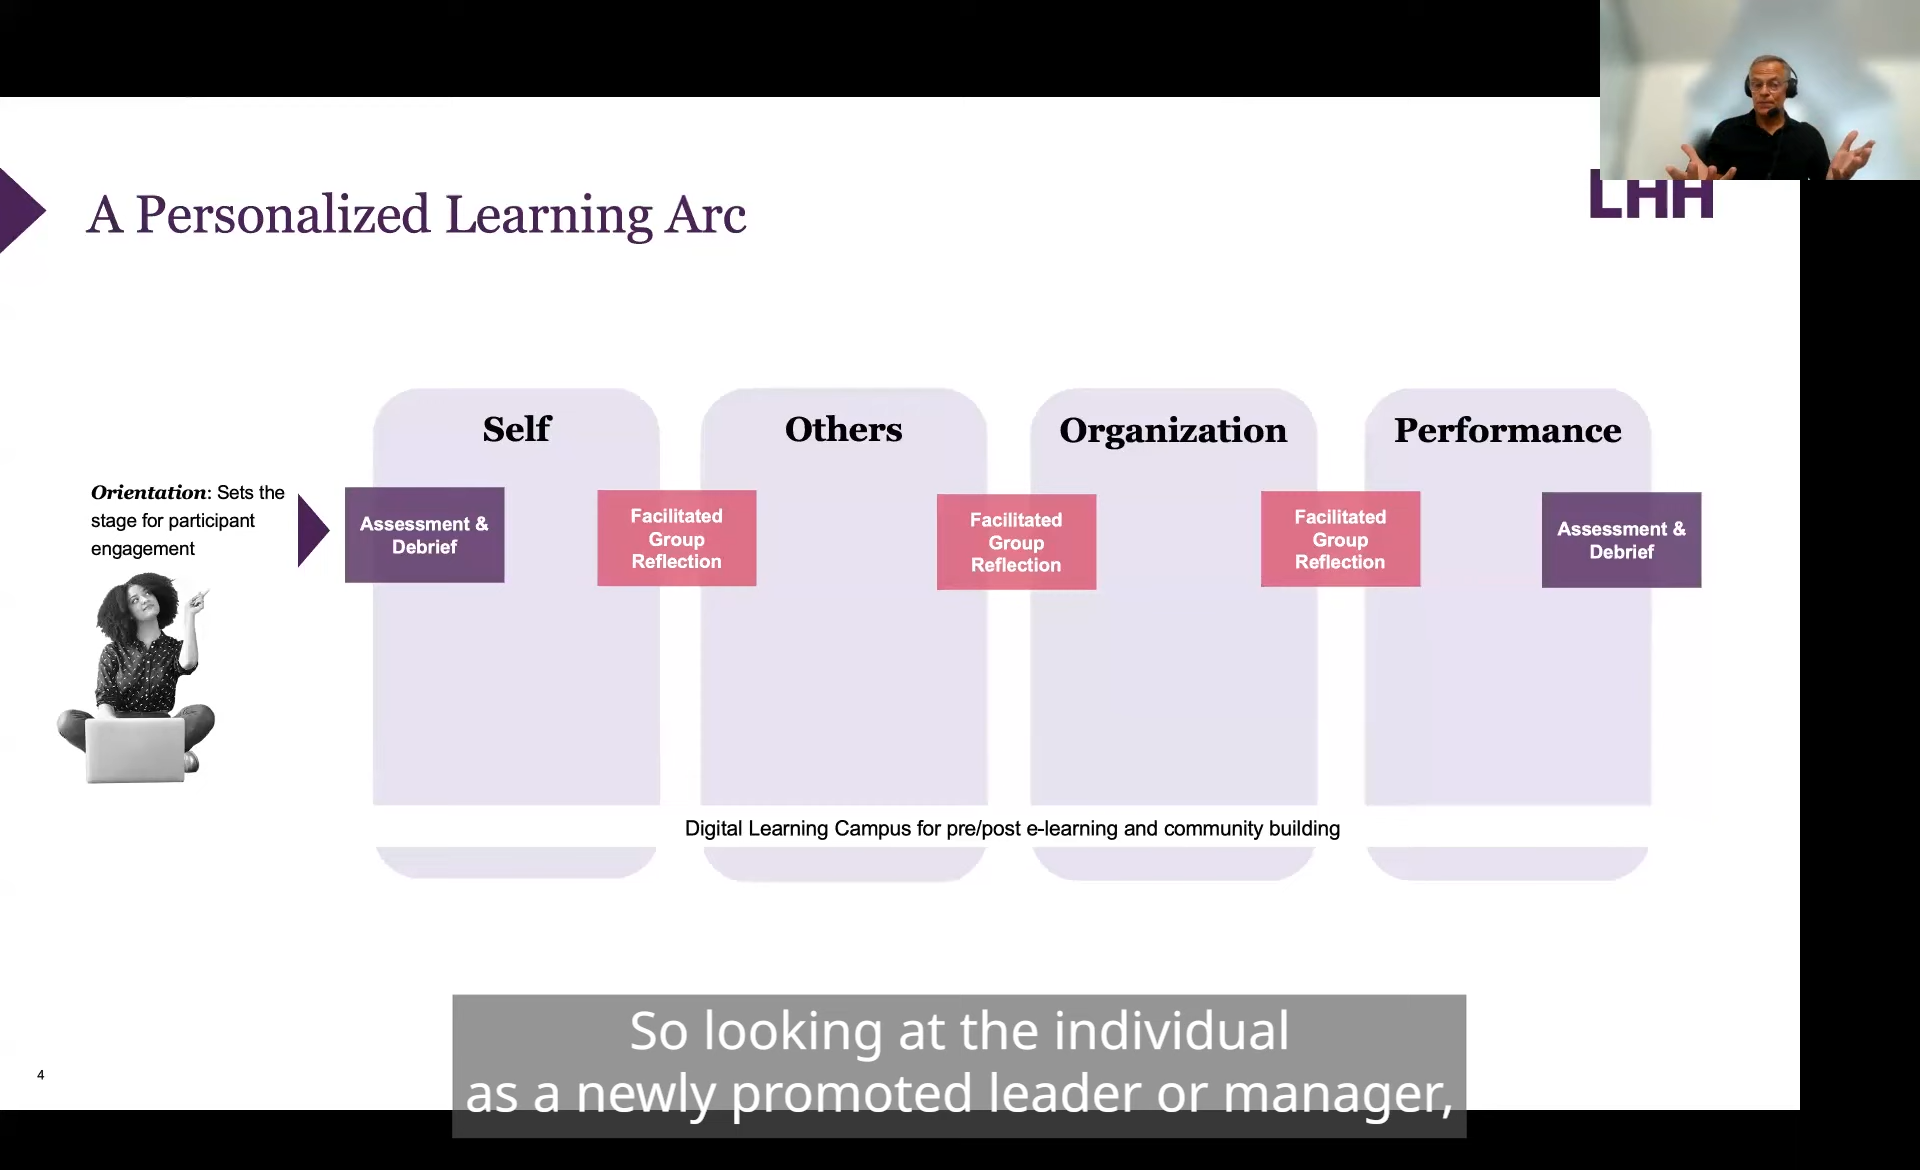 LHH
A Personalized Learning Arc
Self
Others
Organization
Performance
Orientation: Sets the
stage for participant
engagement
Assessment &
Debrief
Facilitated
Group
Reflection
Facilitated
Group
Reflection
Facilitated
Group
Reflection
Assessment &
Debrief
Digital Learning Campus for pre/post e-learning and community building
So looking at the individual
as a newly promoted leader or manager,
4